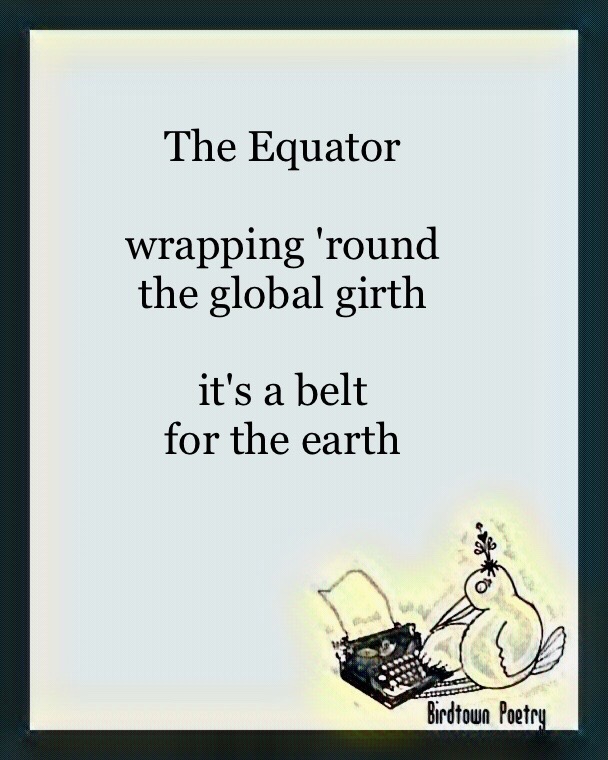 The Equator
wrapping 'round
the global girth
it's a belt
for the earth
Birdtown Poetry